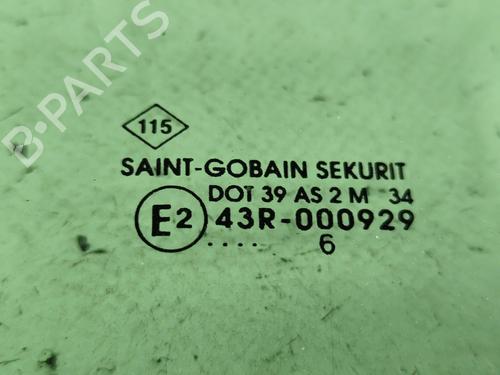 B-PARTS
115
SAINT-GOBAIN SEKURIT
DOT 39 AS 2 M 34
E2 43R-000929
.... 6